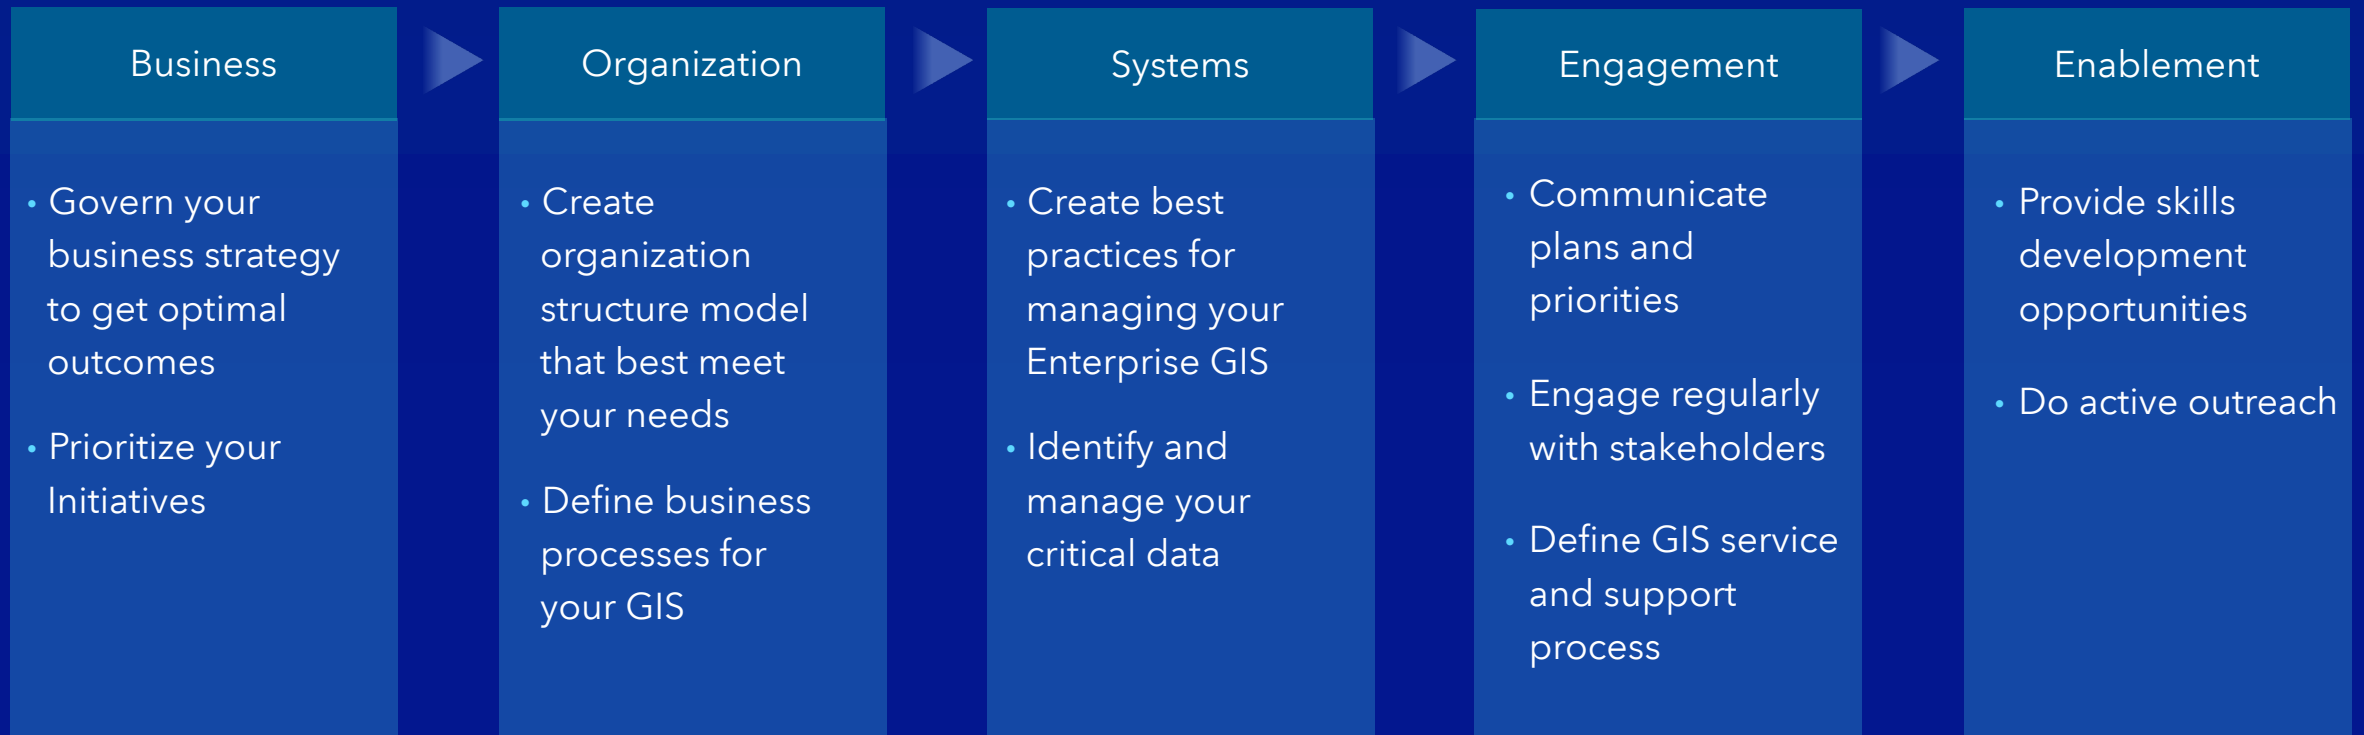 Business
• Govern your
business strategy
to get optimal
outcomes
• Prioritize your
Initiatives
Organization
• Create
organization
structure model
that best meet
your needs
• Define business
processes for
your GIS
Systems
• Create best
practices for
managing your
Enterprise GIS
• Identify and
manage your
critical data
Engagement
• Communicate
plans and
priorities
• Engage regularly
with stakeholders
• Define GIS service
and support
process
Enablement
• Provide skills
development
opportunities
• Do active outreach